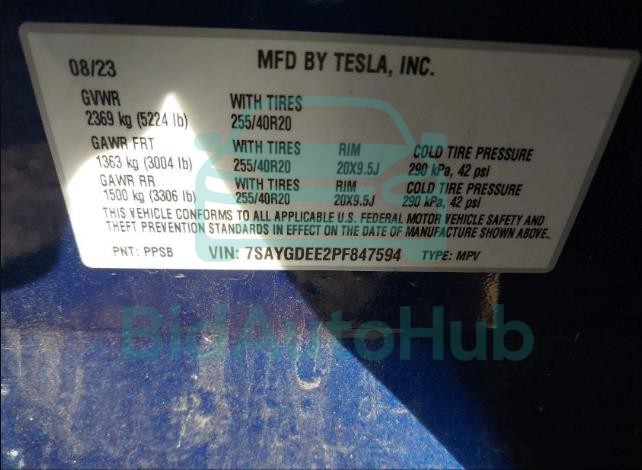 08/23 MFD BY TESLA, INC.
GVWR WITH TIRES
2369 kg (5224 lb) 255/40R20
GAWR FRT WITH TIRES RIM COLD TIRE PRESSURE
1363 kg (3004 lb) 255/40R20 20X9.5J 290 kPa, 42 psi
GAWR RR WITH TIRES RIM COLD TIRE PRESSURE
1500 kg (3306 lb) 255/40R20 20X9.5J 290 kPa, 42 psi
THIS VEHICLE CONFORMS TO ALL APPLICABLE U.S. FEDERAL MOTOR VEHICLE SAFETY AND
THEFT PREVENTION STANDARDS IN EFFECT ON THE DATE OF MANUFACTURE SHOWN ABOVE.
PNT: PPSB VIN: 7SAYGDEE2PF847594 TYPE: MPV
BidAutoHub